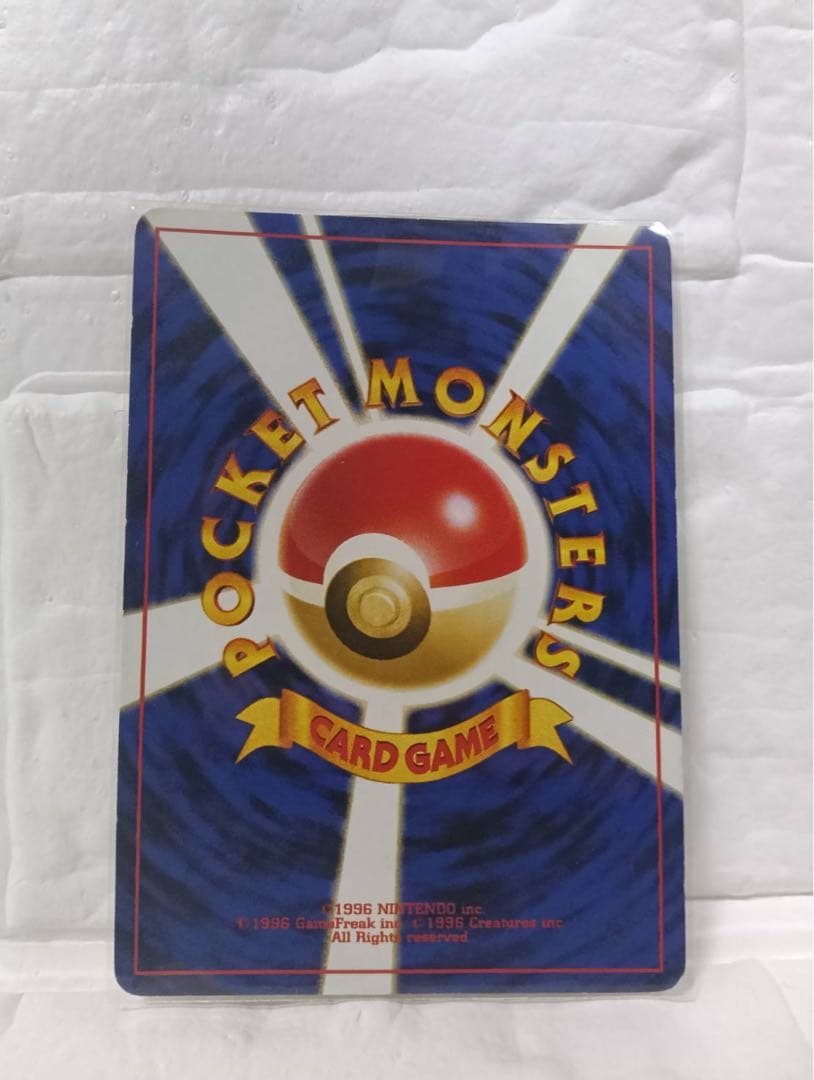 POCKET MONSTERS
CARD GAME
©1996 NINTENDO inc.
©1996 GameFreak inc. ©1996 Creatures inc.
All Rights reserved